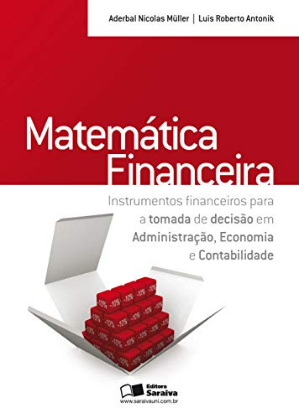 Aderbal Nicolas Müller | Luis Roberto Antonik
Matemática
Financeira
Instrumentos financeiros para
a tomada de decisão em
Administração, Economia
e Contabilidade
Editora
Saraiva
www.saraivauni.com.br